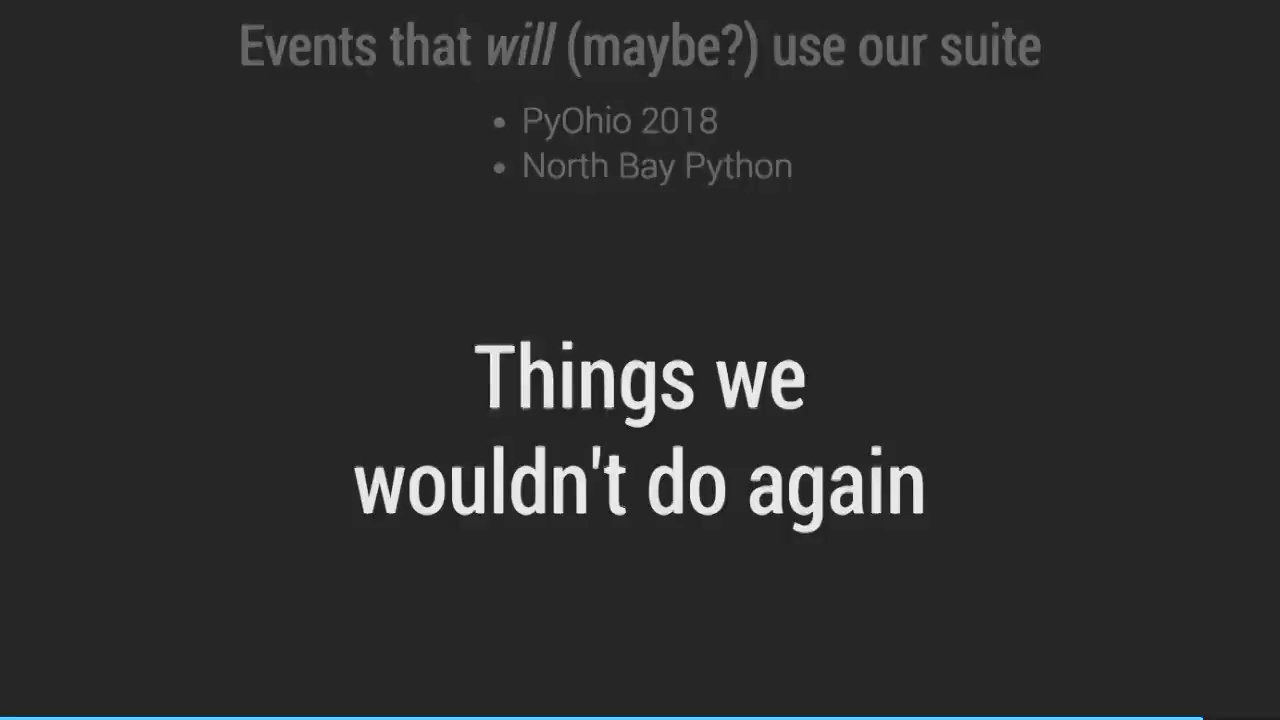 Events that will (maybe?) use our suite
• PyOhio 2018
• North Bay Python
Things we
wouldn't do again